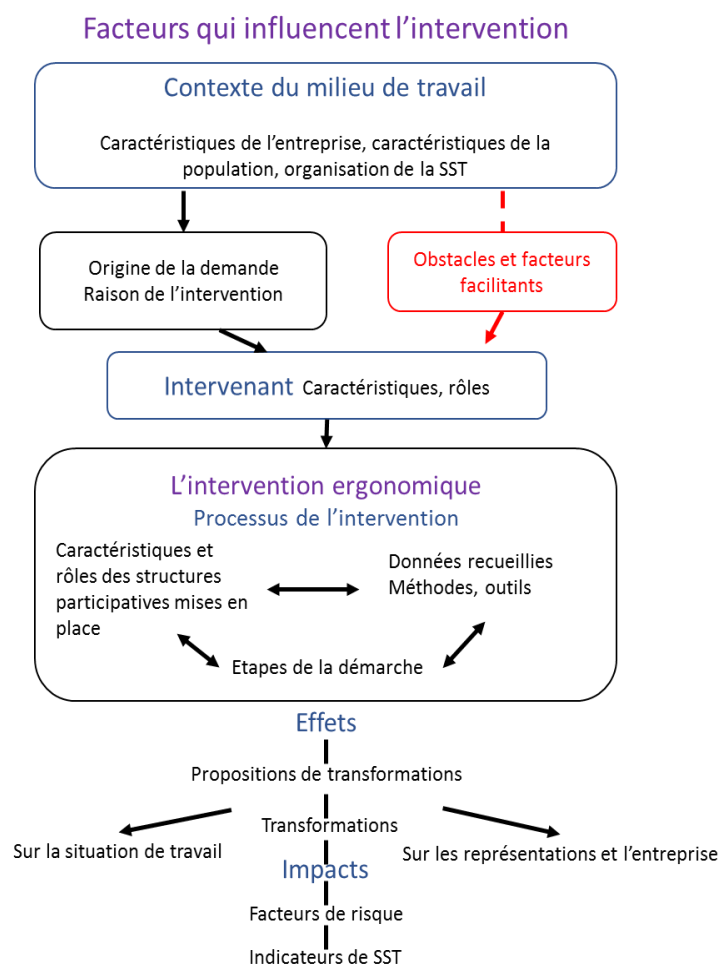 Facteurs qui influencent l'intervention
Contexte du milieu de travail
Caractéristiques de l'entreprise, caractéristiques de la
population, organisation de la SST
Origine de la demande
Raison de l'intervention
Obstacles et facteurs
facilitants
Intervenant Caractéristiques, rôles
L'intervention ergonomique
Processus de l'intervention
Caractéristiques et
rôles des structures
participatives mises en
place
Données recueillies
Méthodes, outils
Etapes de la démarche
Effets
Propositions de transformations
Transformations
Sur la situation de travail
Sur les représentations et l'entreprise
Impacts
Facteurs de risque
Indicateurs de SST